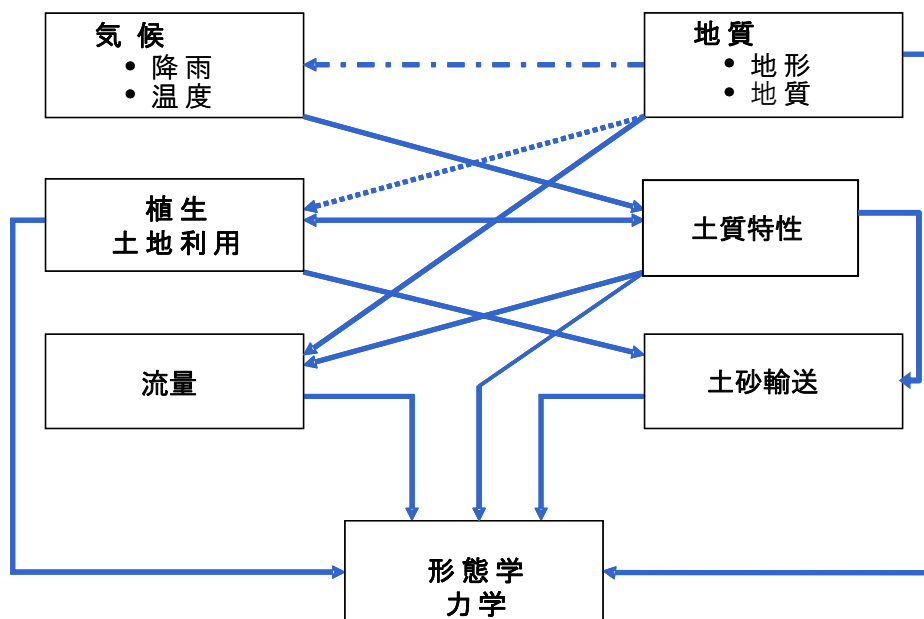 気候
• 降雨
• 温度
地質
• 地形
• 地質
植生
土地利用
土質特性
流量
土砂輸送
形態学
力学